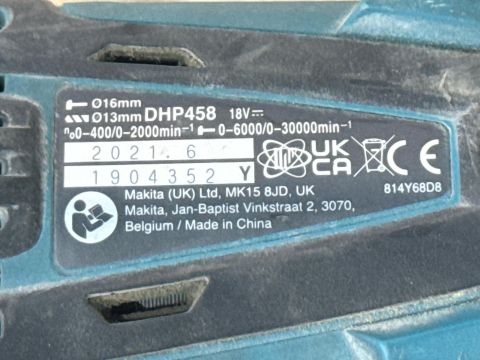 Ø16mm
Ø13mm DHP458 18V
n₀0-400/0-2000min⁻¹ 0-6000/0-30000min⁻¹
2021 6
1904352 Y
UK
CA CE
Makita (UK) Ltd, MK15 8JD, UK
814Y68D8
Makita, Jan-Baptist Vinkstraat 2, 3070,
Belgium / Made in China